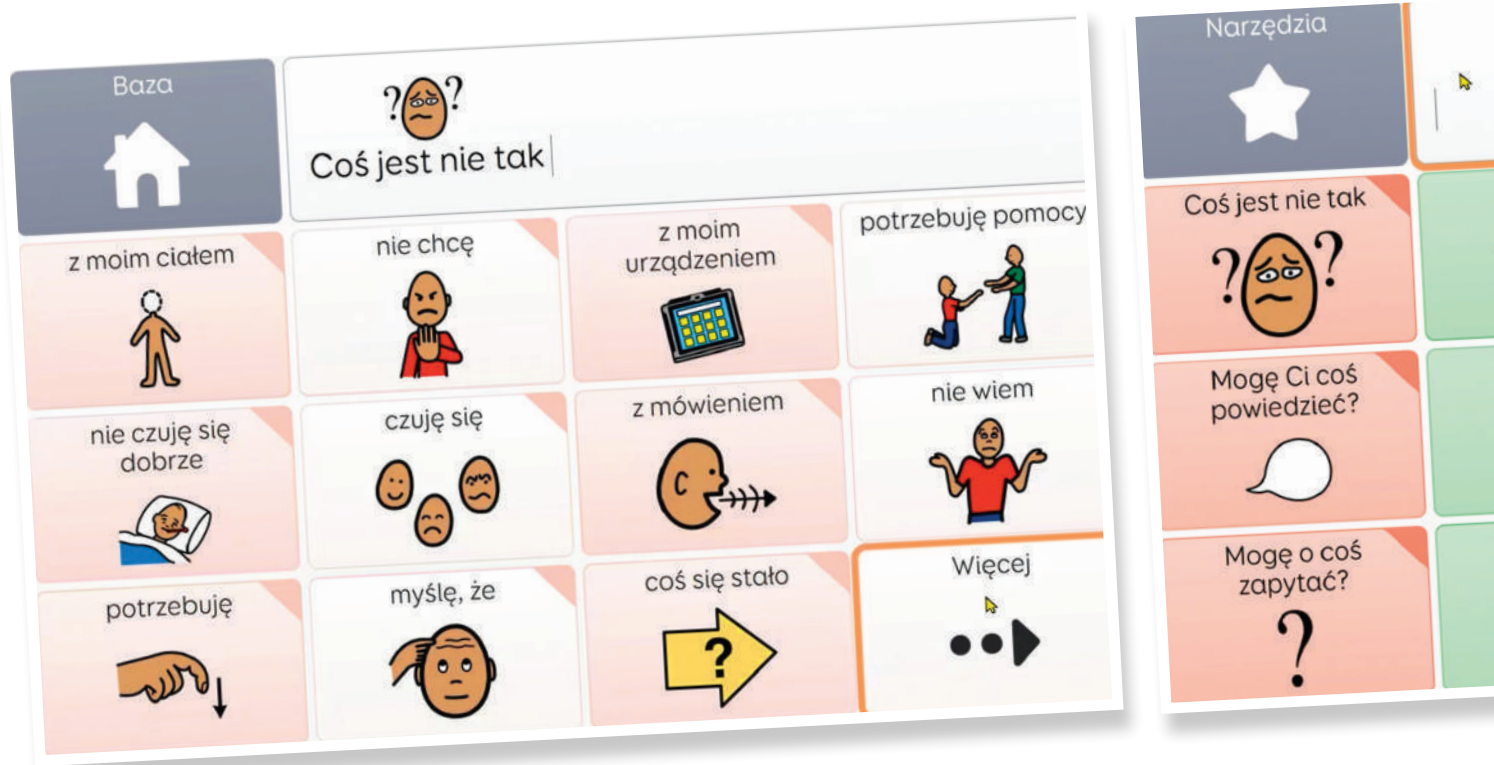 Baza
? ?
Coś jest nie tak
z moim ciałem
nie chcę
z moim
urządzeniem
potrzebuję pomocy
nie czuję się
dobrze
czuję się
z mówieniem
nie wiem
potrzebuję
myślę, że
coś się stało
?
Więcej
Narzędzia
Coś jest nie tak
? ?
Mogę Ci coś
powiedzieć?
Mogę o coś
zapytać?
?